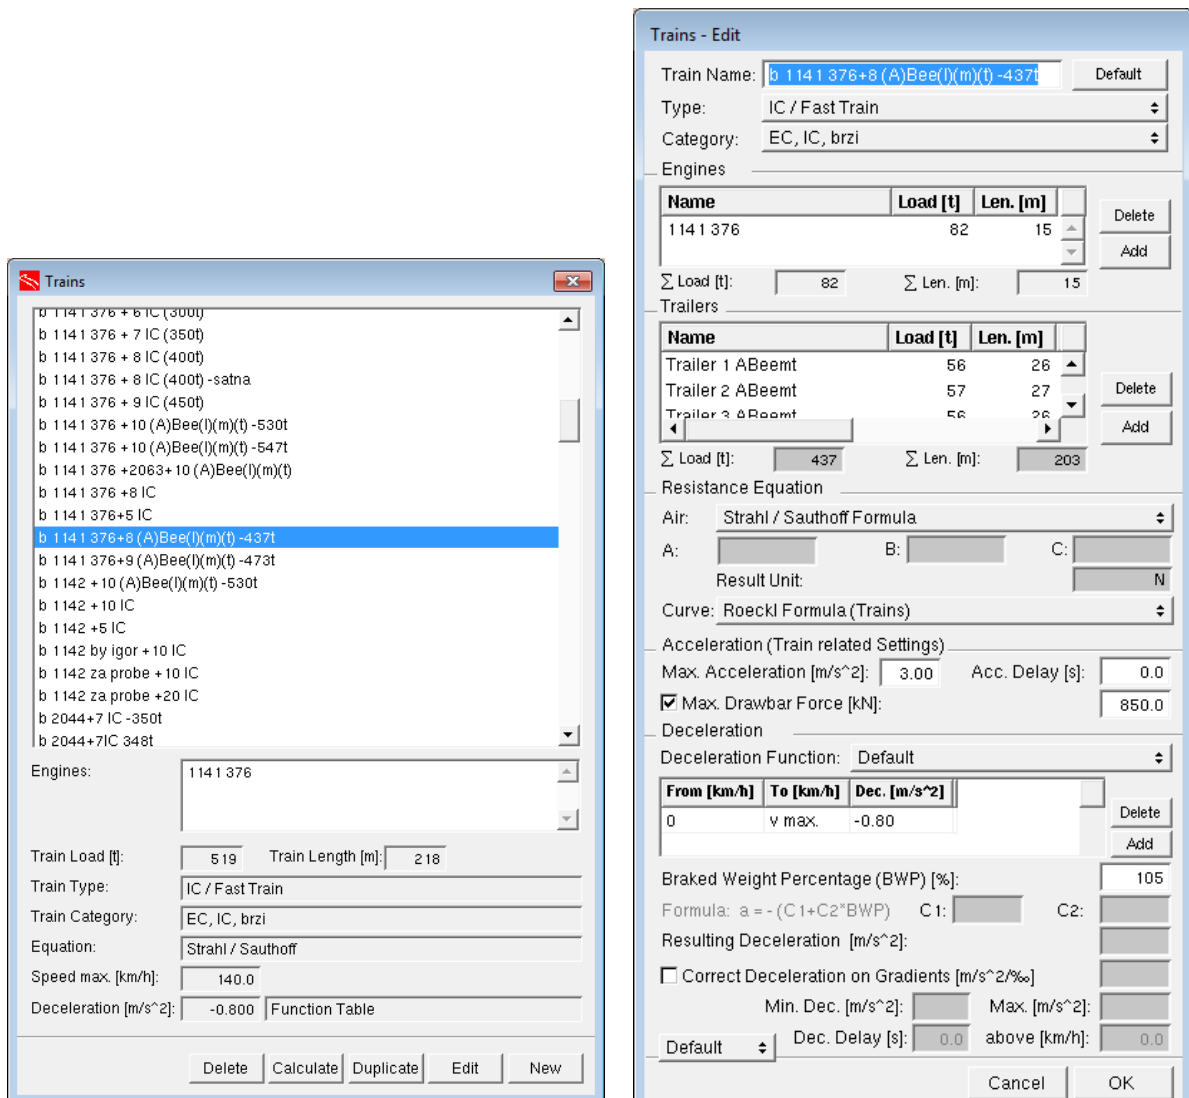 Trains
b 1141 376 + 6 IC (300t)
b 1141 376 + 7 IC (350t)
b 1141 376 + 8 IC (400t)
b 1141 376 + 8 IC (400t) -satna
b 1141 376 + 9 IC (450t)
b 1141 376 +10 (A)Bee(l)(m)(t) -530t
b 1141 376 +10 (A)Bee(l)(m)(t) -547t
b 1141 376 +2063+10 (A)Bee(l)(m)(t)
b 1141 376 +8 IC
b 1141 376+5 IC
b 1141 376+8 (A)Bee(l)(m)(t) -437t
b 1141 376+9 (A)Bee(l)(m)(t) -473t
b 1142 +10 (A)Bee(l)(m)(t) -530t
b 1142 +10 IC
b 1142 +5 IC
b 1142 by igor +10 IC
b 1142 za probe +10 IC
b 1142 za probe +20 IC
b 2044+7 IC -350t
b 2044+7IC 348t
Engines: 1141 376
Train Load [t]: 519 Train Length [m]: 218
Train Type: IC / Fast Train
Train Category: EC, IC, brzi
Equation: Strahl / Sauthoff
Speed max. [km/h]: 140.0
Deceleration [m/s^2]: -0.800 Function Table
Delete Calculate Duplicate Edit New
Trains - Edit
Train Name: b 1141 376+8 (A)Bee(l)(m)(t) -437t Default
Type: IC / Fast Train
Category: EC, IC, brzi
Engines
Name Load [t] Len. [m]
1141 376 82 15
Delete
Add
∑ Load [t]: 82 ∑ Len. [m]: 15
Trailers
Name Load [t] Len. [m]
Trailer 1 ABeemt 56 26
Trailer 2 ABeemt 57 27
Trailer 3 ABeemt 56 26
Delete
Add
∑ Load [t]: 437 ∑ Len. [m]: 203
Resistance Equation
Air: Strahl / Sauthoff Formula
A: B: C:
Result Unit: N
Curve: Roeckl Formula (Trains)
Acceleration (Train related Settings)
Max. Acceleration [m/s^2]: 3.00 Acc. Delay [s]: 0.0
Max. Drawbar Force [kN]: 850.0
Deceleration
Deceleration Function: Default
From [km/h] To [km/h] Dec. [m/s^2]
0 v max. -0.80
Delete
Add
Braked Weight Percentage (BWP) [%]: 105
Formula: a = - (C1+C2*BWP) C1: C2:
Resulting Deceleration [m/s^2]:
Correct Deceleration on Gradients [m/s^2/‰]
Min. Dec. [m/s^2]: Max. [m/s^2]:
Default Dec. Delay [s]: 0.0 above [km/h]: 0.0
Cancel OK